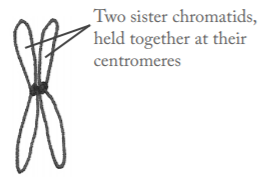 Two sister chromatids,
held together at their
centromeres